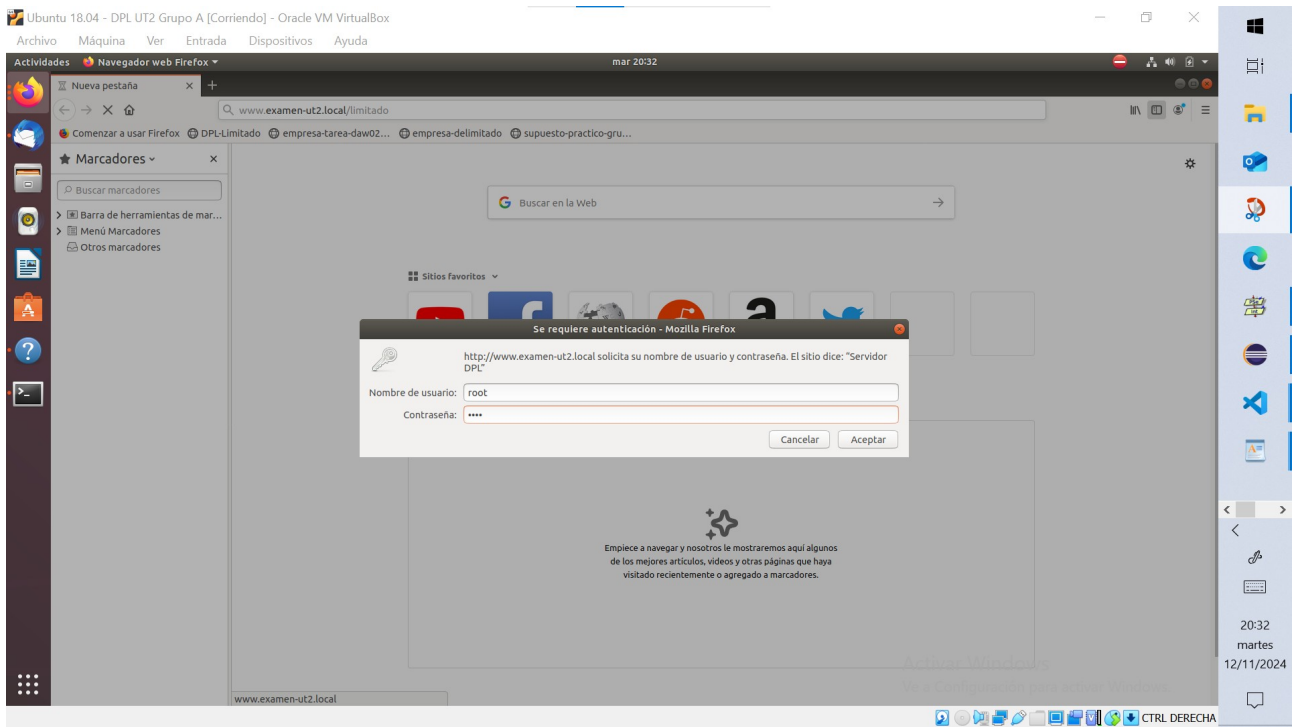 Ubuntu 18.04 - DPL UT2 Grupo A [Corriendo] - Oracle VM VirtualBox
Archivo Máquina Ver Entrada Dispositivos Ayuda
Actividades Navegador web Firefox mar 20:32
Nueva pestaña
www.examen-ut2.local/limitado
Comenzar a usar Firefox DPL-Limitado empresa-tarea-daw02... empresa-delimitado supuesto-practico-gru...
Marcadores
Buscar marcadores
Barra de herramientas de mar...
Menú Marcadores
Otros marcadores
Buscar en la Web
Sitios favoritos
Se requiere autenticación - Mozilla Firefox
http://www.examen-ut2.local solicita su nombre de usuario y contraseña. El sitio dice: "Servidor
DPL"
Nombre de usuario: root
Contraseña: ••••
Cancelar Aceptar
Empiece a navegar y nosotros le mostraremos aquí algunos
de los mejores artículos, videos y otras páginas que haya
visitado recientemente o agregado a marcadores.
Activar Windows
Ve a Configuración para activar Windows.
www.examen-ut2.local
CTRL DERECHA
20:32
martes
12/11/2024